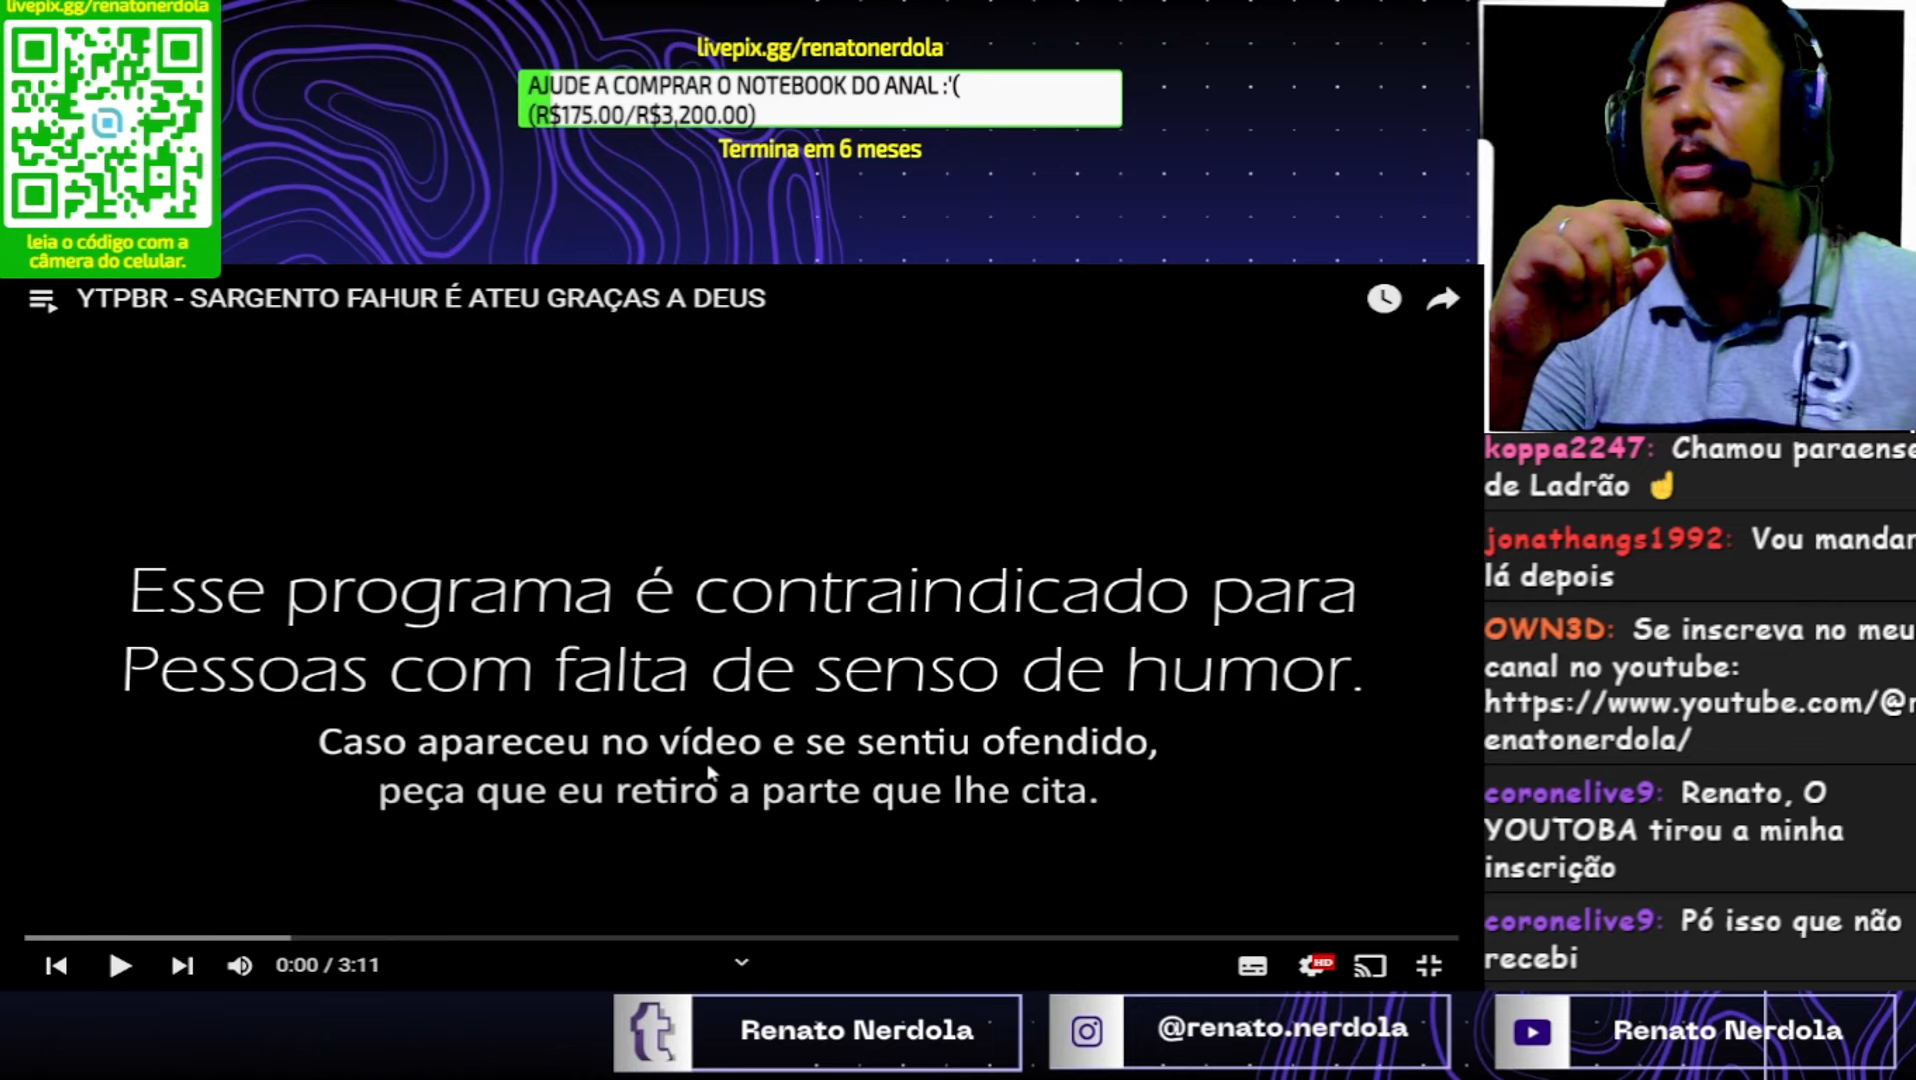 livepix.gg/renatonerdola
leia o código com a
câmera do celular.
livepix.gg/renatonerdola
AJUDE A COMPRAR O NOTEBOOK DO ANAL :'(
(R$175.00/R$3,200.00)
Termina em 6 meses
YTPBR - SARGENTO FAHUR É ATEU GRAÇAS A DEUS
Esse programa é contraindicado para
Pessoas com falta de senso de humor.
Caso apareceu no vídeo e se sentiu ofendido,
peça que eu retiro a parte que lhe cita.
0:00 / 3:11
HD
koppa2247: Chamou paraense
de Ladrão ☝
jonathangs1992: Vou mandar
lá depois
OWN3D: Se inscreva no meu
canal no youtube:
https://www.youtube.com/@r
enatonerdola/
coronelive9: Renato, O
YOUTOBA tirou a minha
inscrição
coronelive9: Pó isso que não
recebi
Renato Nerdola
@renato.nerdola
Renato Nerdola